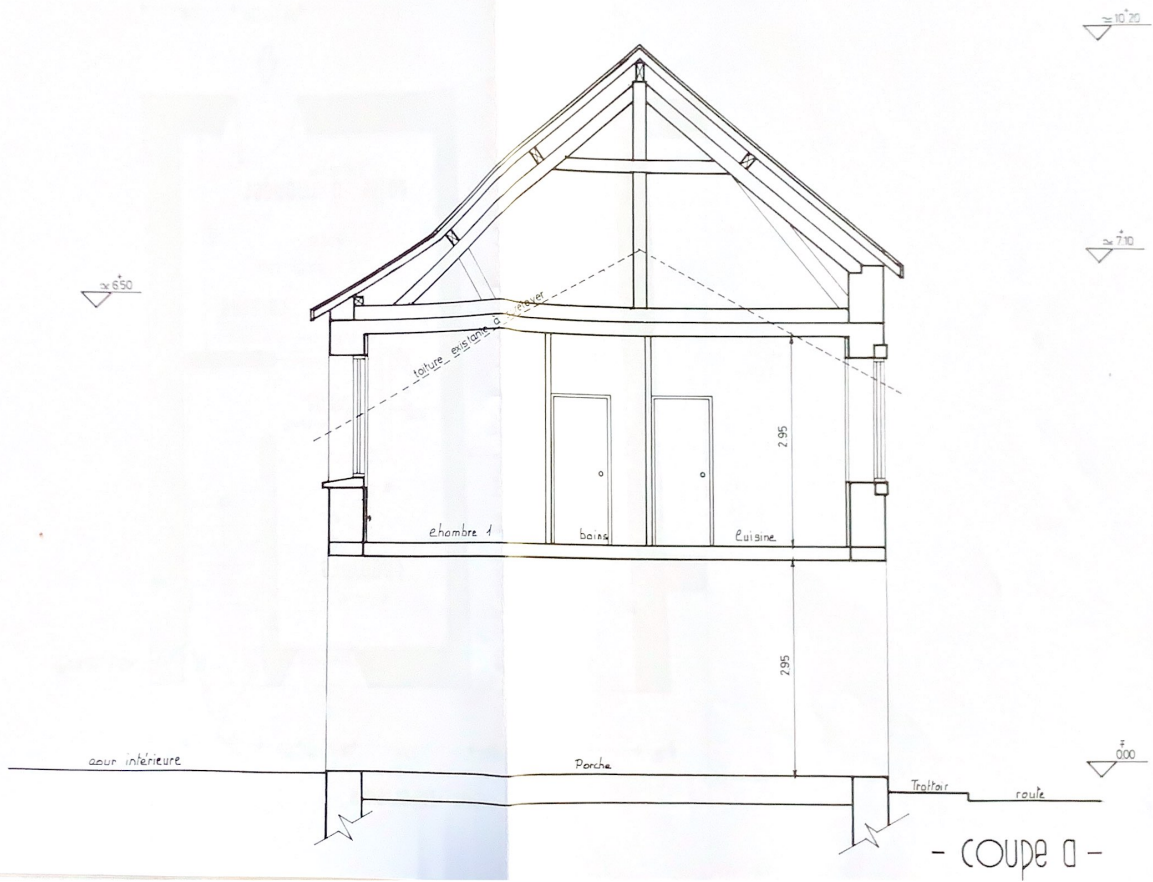 ≃ +10 20
≃ +7,10
≃ +6.50
toiture existante à relever
2.95
Chambre 1
bains
Cuisine
2.95
cour intérieure
Porche
∓ 0.00
Trottoir
route
- COUPE a -